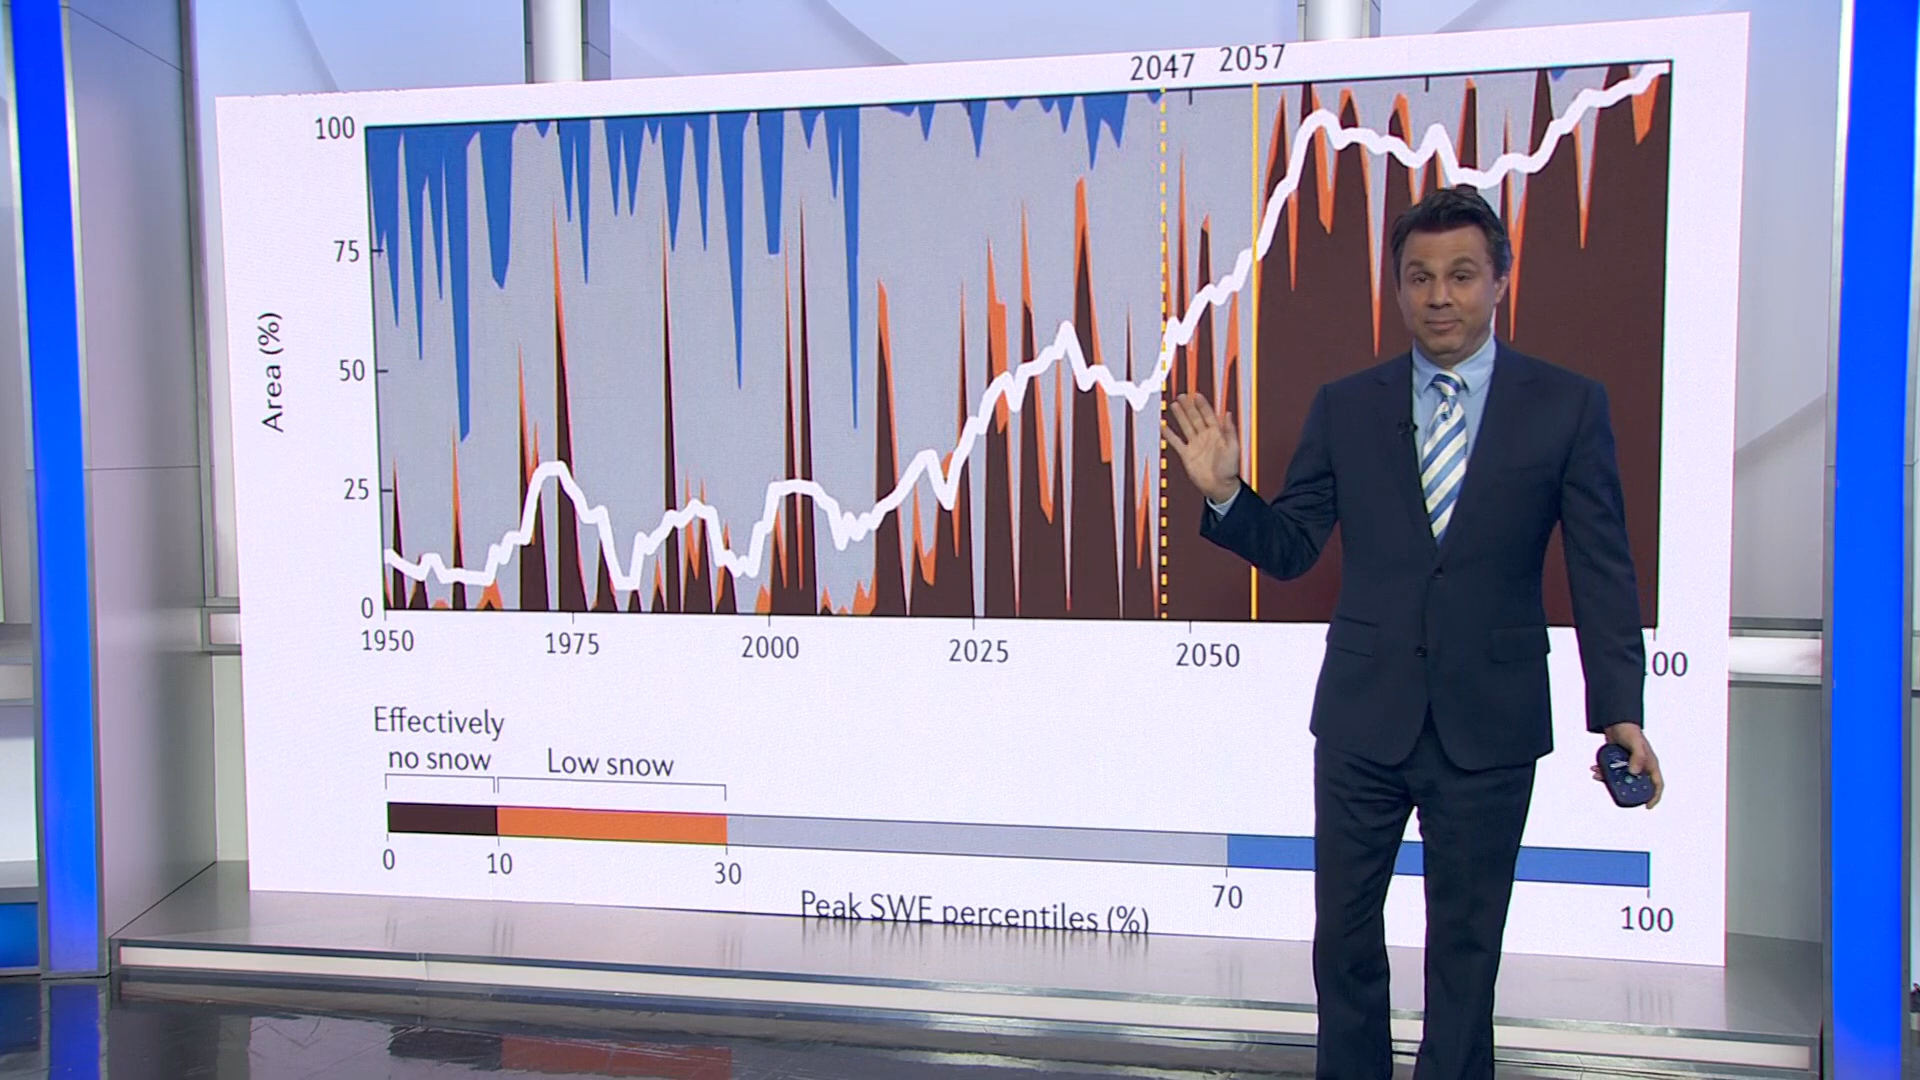 2047 2057
100
75
50
25
0
Area (%)
1950 1975 2000 2025 2050 00
Effectively
no snow
Low snow
0 10 30 70 100
Peak SWE percentiles (%)